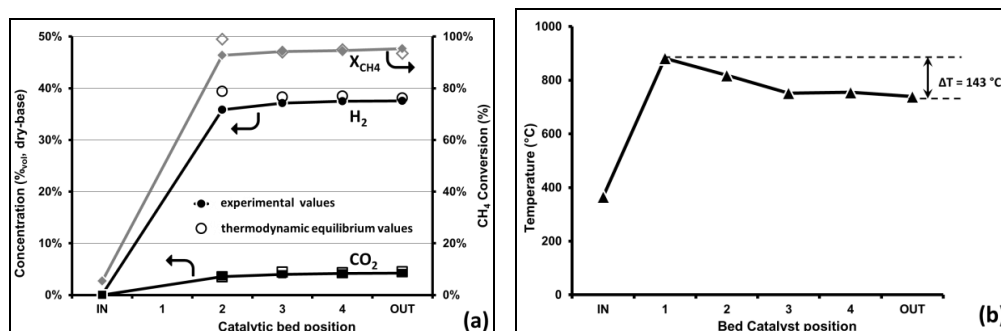 50%
40%
30%
20%
10%
0%
Concentration (%vol, dry-base)
100%
80%
60%
40%
20%
0%
CH4 Conversion (%)
XCH4
H2
experimental values
thermodynamic equilibrium values
CO2
IN 1 2 3 4 OUT
Catalytic bed position
(a)
1000
800
600
400
200
0
Temperature (°C)
ΔT = 143 °C
IN 1 2 3 4 OUT
Bed Catalyst position
(b)